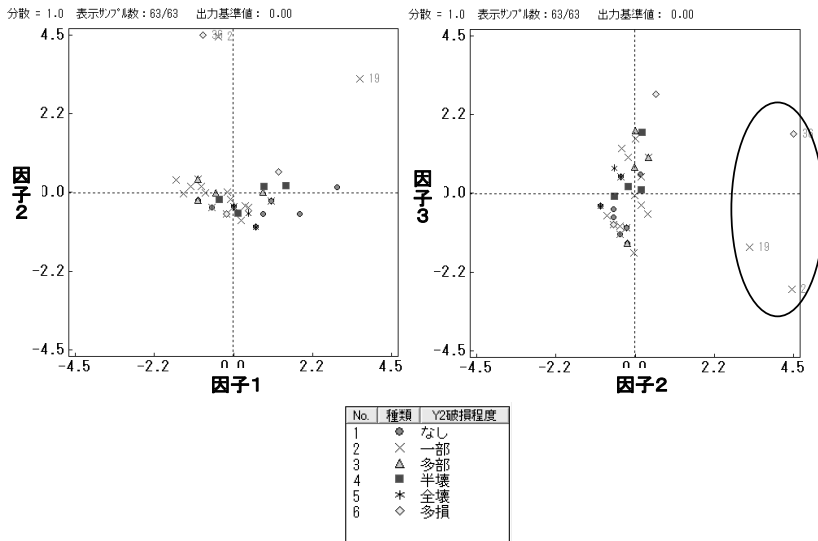 分散 = 1.0 表示ｻﾝﾌﾟﾙ数：63/63 出力基準値： 0.00
4.5
2.2
0.0
-2.2
-4.5
-4.5
-2.2
0.0
2.2
4.5
36
2
19
因子2
因子1
分散 = 1.0 表示ｻﾝﾌﾟﾙ数：63/63 出力基準値： 0.00
4.5
2.2
0.0
-2.2
-4.5
-4.5
-2.2
0.0
2.2
4.5
36
19
2
因子3
因子2
No. 種類 Y2破損程度
1 なし
2 一部
3 多部
4 半壊
5 全壊
6 多損